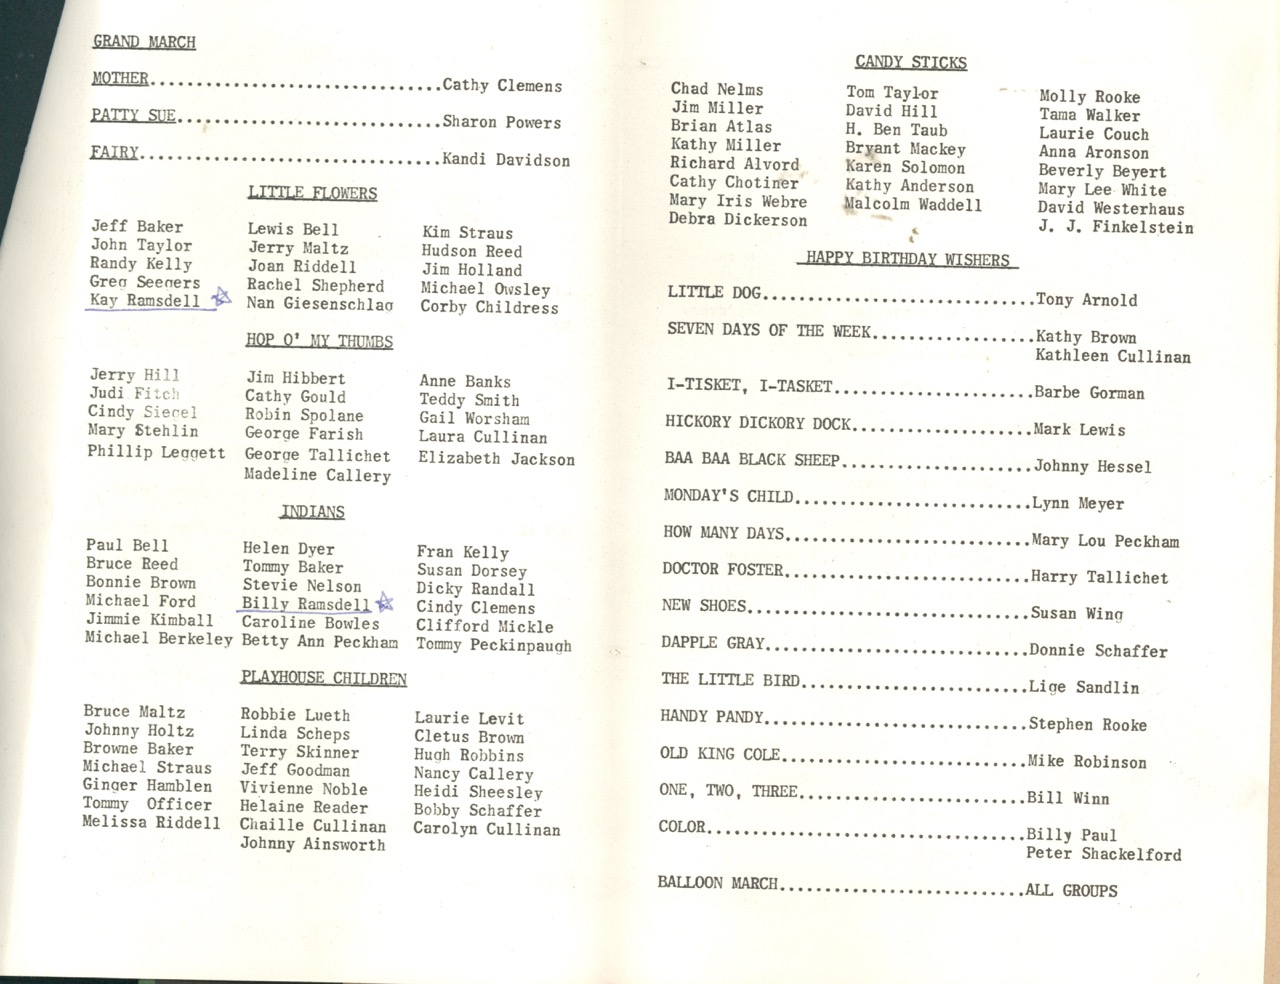 GRAND MARCH
MOTHER................................Cathy Clemens
PATTY SUE.............................Sharon Powers
FAIRY.................................Kandi Davidson
LITTLE FLOWERS
Jeff Baker Lewis Bell Kim Straus
John Taylor Jerry Maltz Hudson Reed
Randy Kelly Joan Riddell Jim Holland
Greg Seegers Rachel Shepherd Michael Owsley
Kay Ramsdell Nan Giesenschlag Corby Childress
HOP O' MY THUMBS
Jerry Hill Jim Hibbert Anne Banks
Judi Fitch Cathy Gould Teddy Smith
Cindy Siegel Robin Spolane Gail Worsham
Mary Stehlin George Farish Laura Cullinan
Phillip Leggett George Tallichet Elizabeth Jackson
Madeline Callery
INDIANS
Paul Bell Helen Dyer Fran Kelly
Bruce Reed Tommy Baker Susan Dorsey
Bonnie Brown Stevie Nelson Dicky Randall
Michael Ford Billy Ramsdell Cindy Clemens
Jimmie Kimball Caroline Bowles Clifford Mickle
Michael Berkeley Betty Ann Peckham Tommy Peckinpaugh
PLAYHOUSE CHILDREN
Bruce Maltz Robbie Lueth Laurie Levit
Johnny Holtz Linda Scheps Cletus Brown
Browne Baker Terry Skinner Hugh Robbins
Michael Straus Jeff Goodman Nancy Callery
Ginger Hamblen Vivienne Noble Heidi Sheesley
Tommy Officer Helaine Reader Bobby Schaffer
Melissa Riddell Chaille Cullinan Carolyn Cullinan
Johnny Ainsworth
CANDY STICKS
Chad Nelms Tom Taylor Molly Rooke
Jim Miller David Hill Tama Walker
Brian Atlas H. Ben Taub Laurie Couch
Kathy Miller Bryant Mackey Anna Aronson
Richard Alvord Karen Solomon Beverly Beyert
Cathy Chotiner Kathy Anderson Mary Lee White
Mary Iris Webre Malcolm Waddell David Westerhaus
Debra Dickerson J. J. Finkelstein
HAPPY BIRTHDAY WISHERS
LITTLE DOG..............................Tony Arnold
SEVEN DAYS OF THE WEEK..................Kathy Brown
Kathleen Cullinan
I-TISKET, I-TASKET......................Barbe Gorman
HICKORY DICKORY DOCK....................Mark Lewis
BAA BAA BLACK SHEEP.....................Johnny Hessel
MONDAY'S CHILD..........................Lynn Meyer
HOW MANY DAYS...........................Mary Lou Peckham
DOCTOR FOSTER...........................Harry Tallichet
NEW SHOES...............................Susan Wing
DAPPLE GRAY.............................Donnie Schaffer
THE LITTLE BIRD.........................Lige Sandlin
HANDY PANDY.............................Stephen Rooke
OLD KING COLE...........................Mike Robinson
ONE, TWO, THREE.........................Bill Winn
COLOR...................................Billy Paul
Peter Shackelford
BALLOON MARCH...........................ALL GROUPS